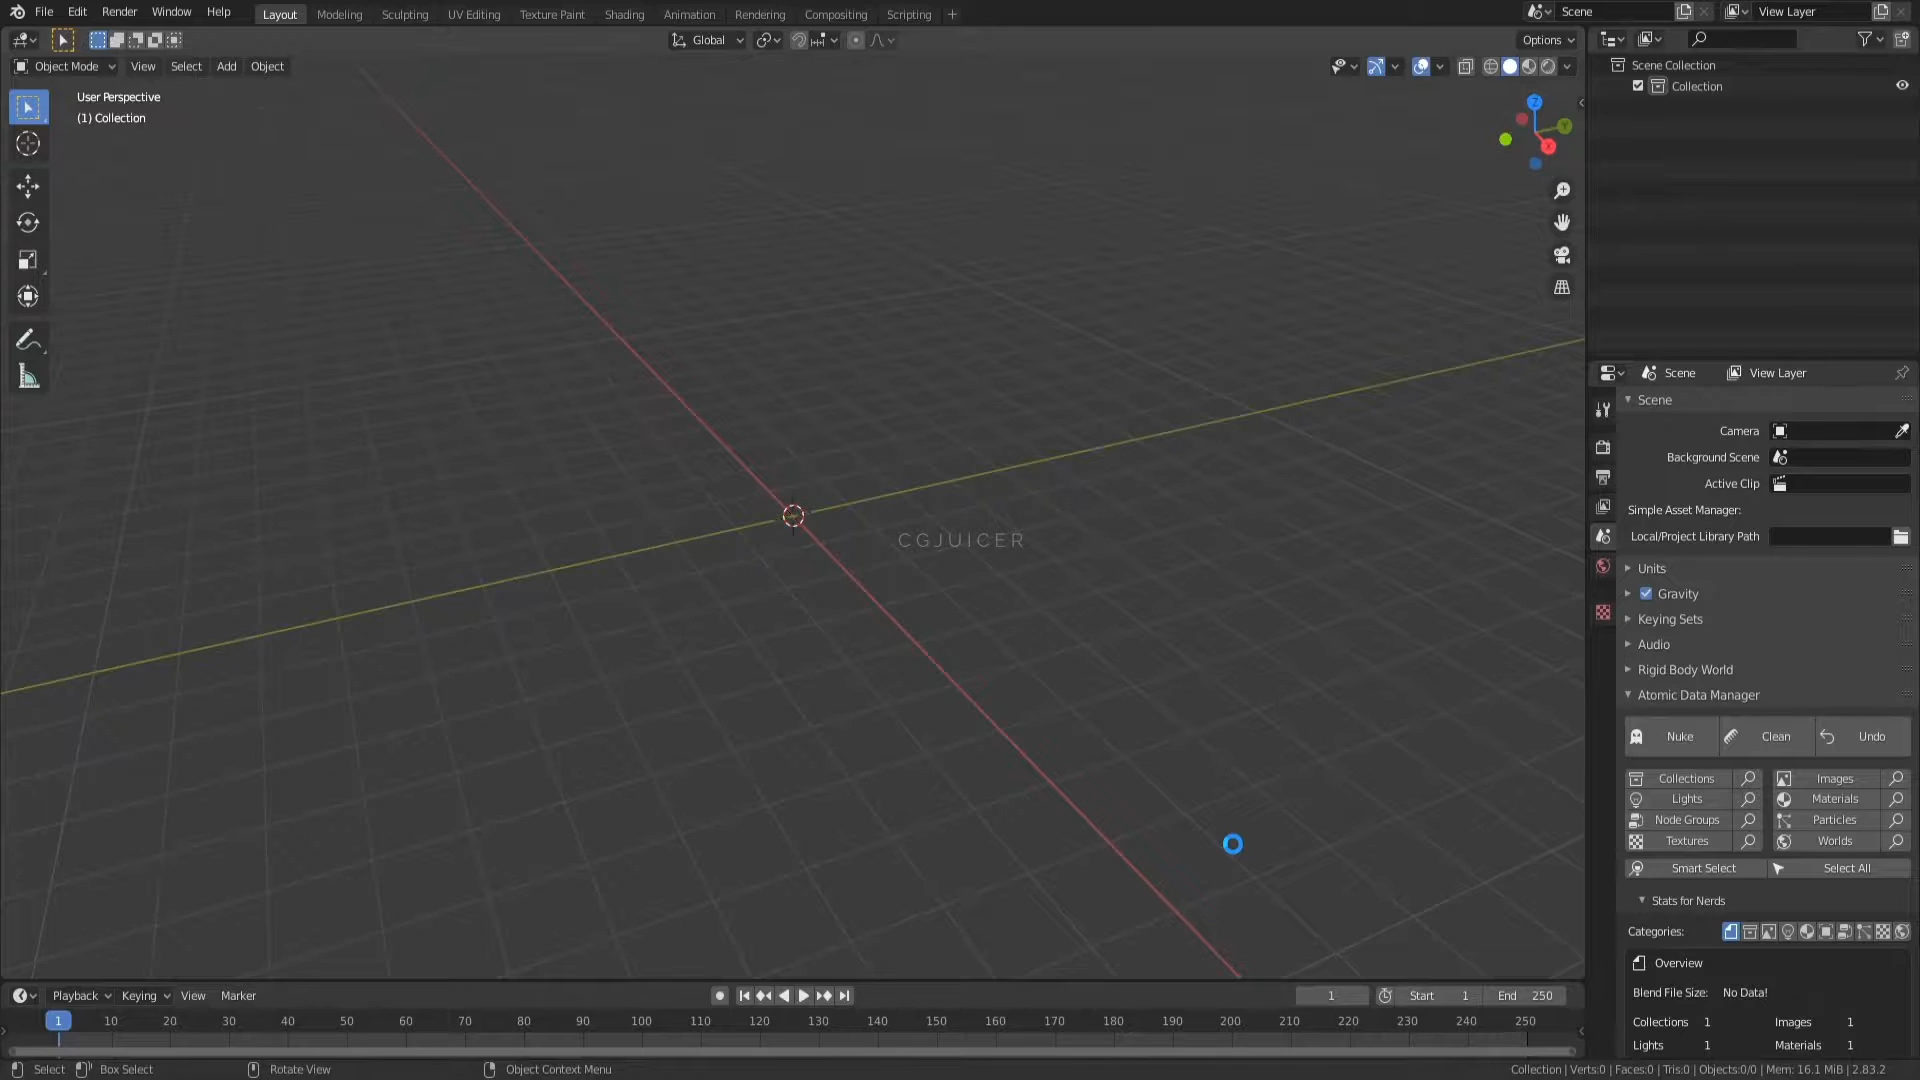 File Edit Render Window Help Layout Modeling Sculpting UV Editing Texture Paint Shading Animation Rendering Compositing Scripting + Scene View Layer
Global Options
Object Mode View Select Add Object
Scene Collection
Collection
User Perspective
(1) Collection
Z
Y
X
CGJUICER
Scene View Layer
Scene
Camera
Background Scene
Active Clip
Simple Asset Manager:
Local/Project Library Path
Units
Gravity
Keying Sets
Audio
Rigid Body World
Atomic Data Manager
Nuke Clean Undo
Collections Images
Lights Materials
Node Groups Particles
Textures Worlds
Smart Select Select All
Stats for Nerds
Categories:
Overview
Blend File Size: No Data!
Collections 1 Images 1
Lights 1 Materials 1
Playback Keying View Marker 1 Start 1 End 250
1 10 20 30 40 50 60 70 80 90 100 110 120 130 140 150 160 170 180 190 200 210 220 230 240 250
Select Box Select Rotate View Object Context Menu Collection | Verts:0 | Faces:0 | Tris:0 | Objects:0/0 | Mem: 16.1 MiB | 2.83.2